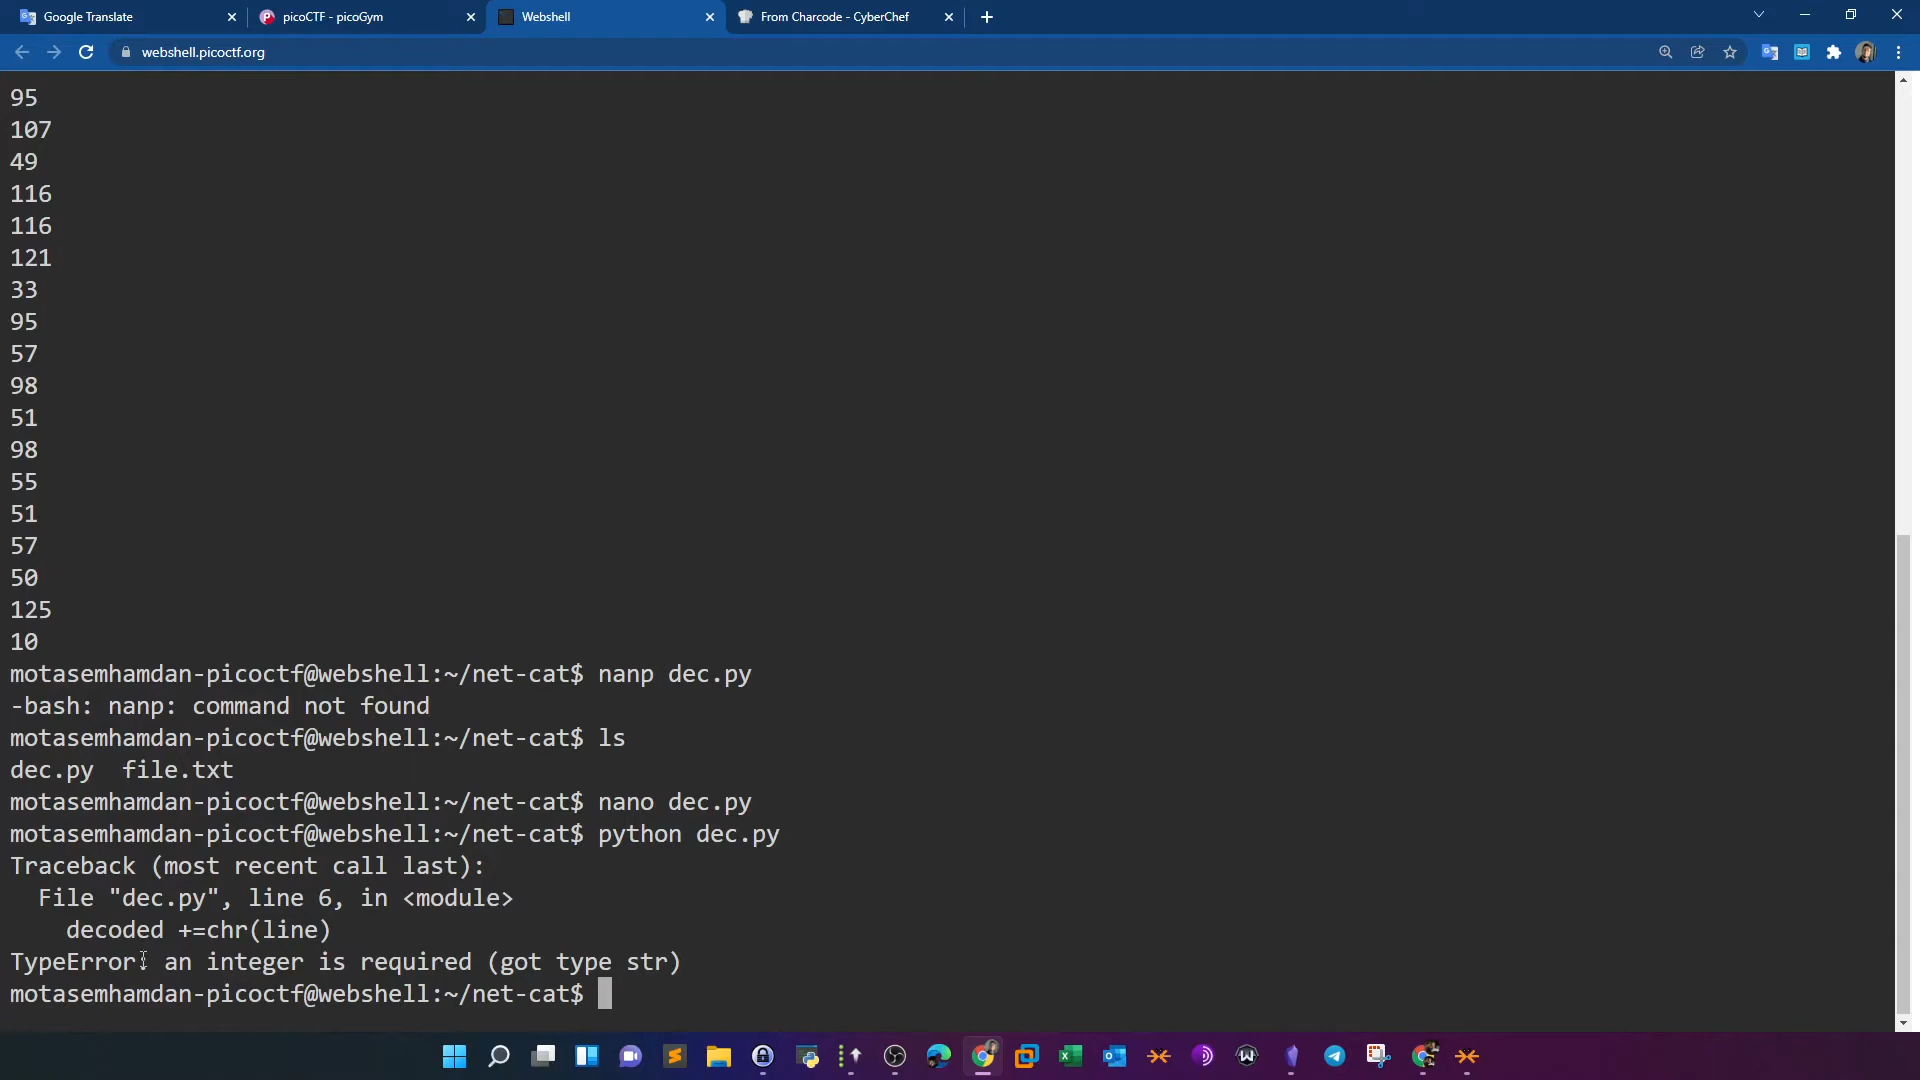 Google Translate
picoCTF - picoGym
Webshell
From Charcode - CyberChef
webshell.picoctf.org
95
107
49
116
116
121
33
95
57
98
51
98
55
51
57
50
125
10
motasemhamdan-picoctf@webshell:~/net-cat$ nanp dec.py
-bash: nanp: command not found
motasemhamdan-picoctf@webshell:~/net-cat$ ls
dec.py  file.txt
motasemhamdan-picoctf@webshell:~/net-cat$ nano dec.py
motasemhamdan-picoctf@webshell:~/net-cat$ python dec.py
Traceback (most recent call last):
  File "dec.py", line 6, in <module>
    decoded +=chr(line)
TypeError: an integer is required (got type str)
motasemhamdan-picoctf@webshell:~/net-cat$